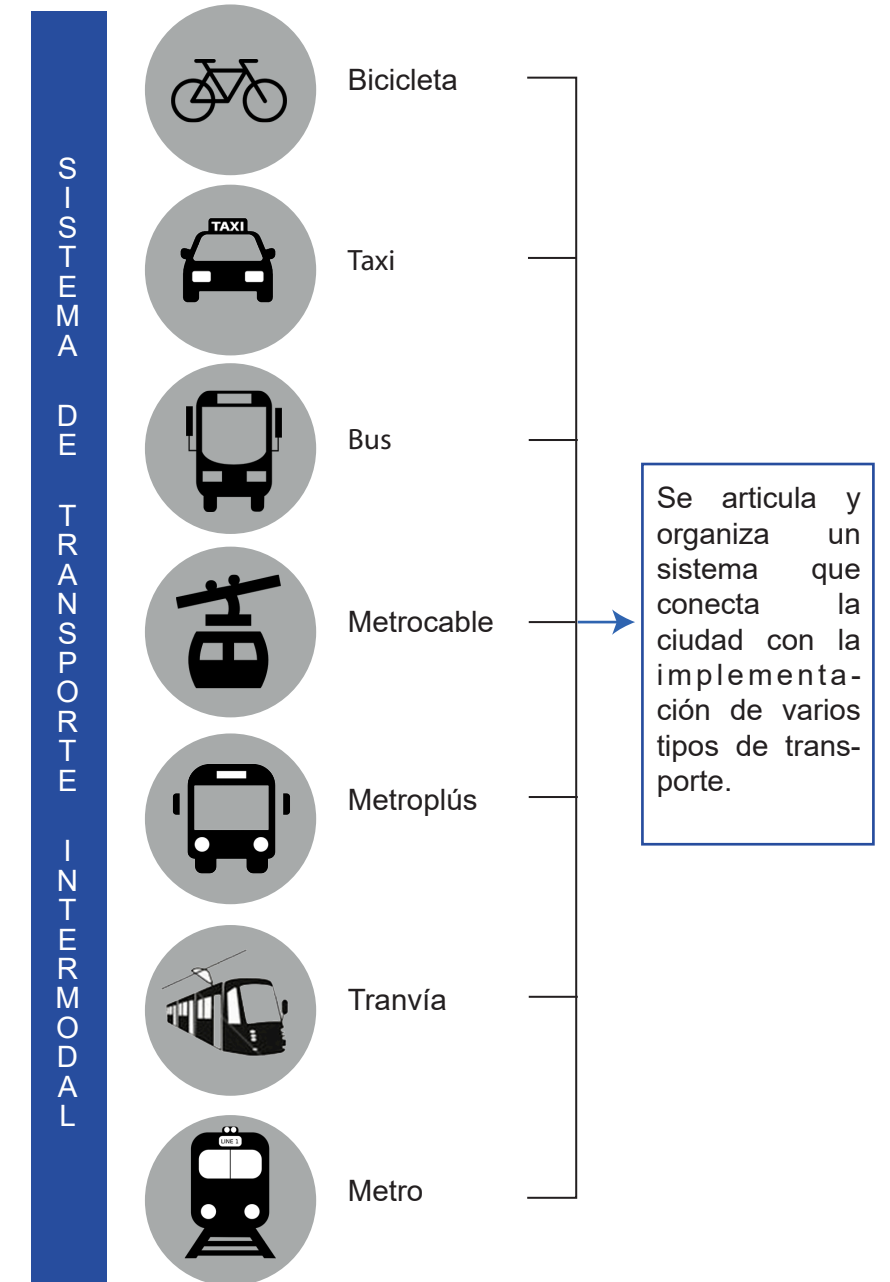 SISTEMA DE TRANSPORTE INTERMODAL
Bicicleta
TAXI
Taxi
Bus
Metrocable
Se articula y
organiza un
sistema que
conecta la
ciudad con la
implementa-
ción de varios
tipos de trans-
porte.
Metroplús
Tranvía
LINE 1
Metro